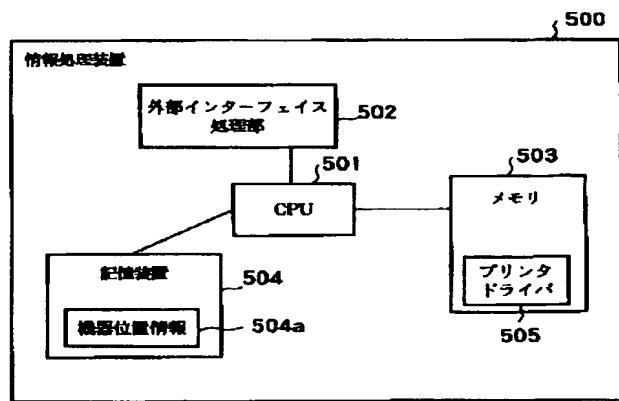 500
情報処理装置
外部インターフェイス
処理部
502
501
CPU
503
メモリ
プリンタ
ドライバ
505
記憶装置
504
機器位置情報
504a